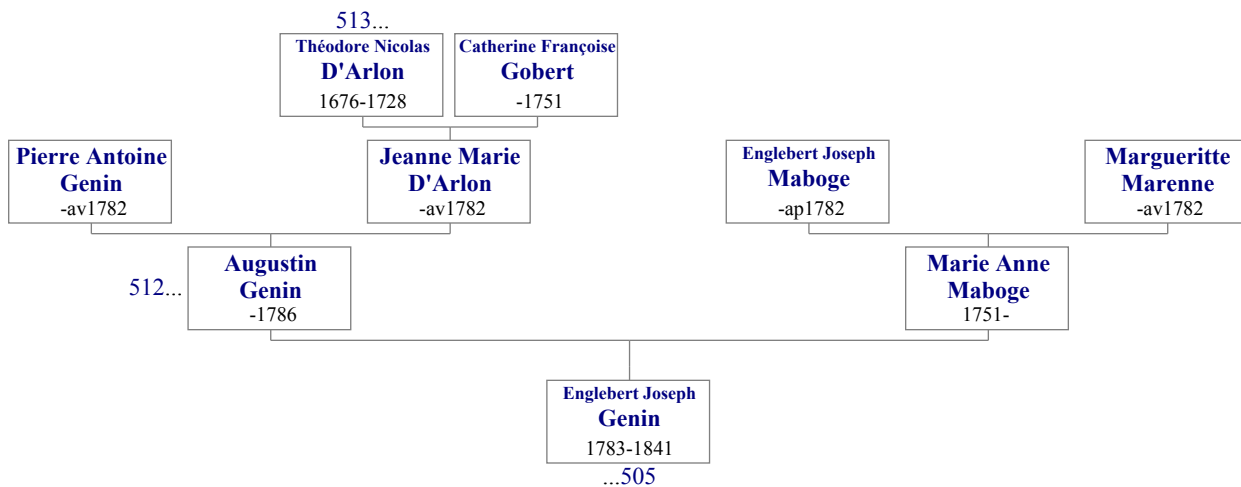 513...
Théodore Nicolas
D'Arlon
1676-1728
Catherine Françoise
Gobert
-1751
Pierre Antoine
Genin
-av1782
Jeanne Marie
D'Arlon
-av1782
Englebert Joseph
Maboge
-ap1782
Margueritte
Marenne
-av1782
512...
Augustin
Genin
-1786
Marie Anne
Maboge
1751-
Englebert Joseph
Genin
1783-1841
...505